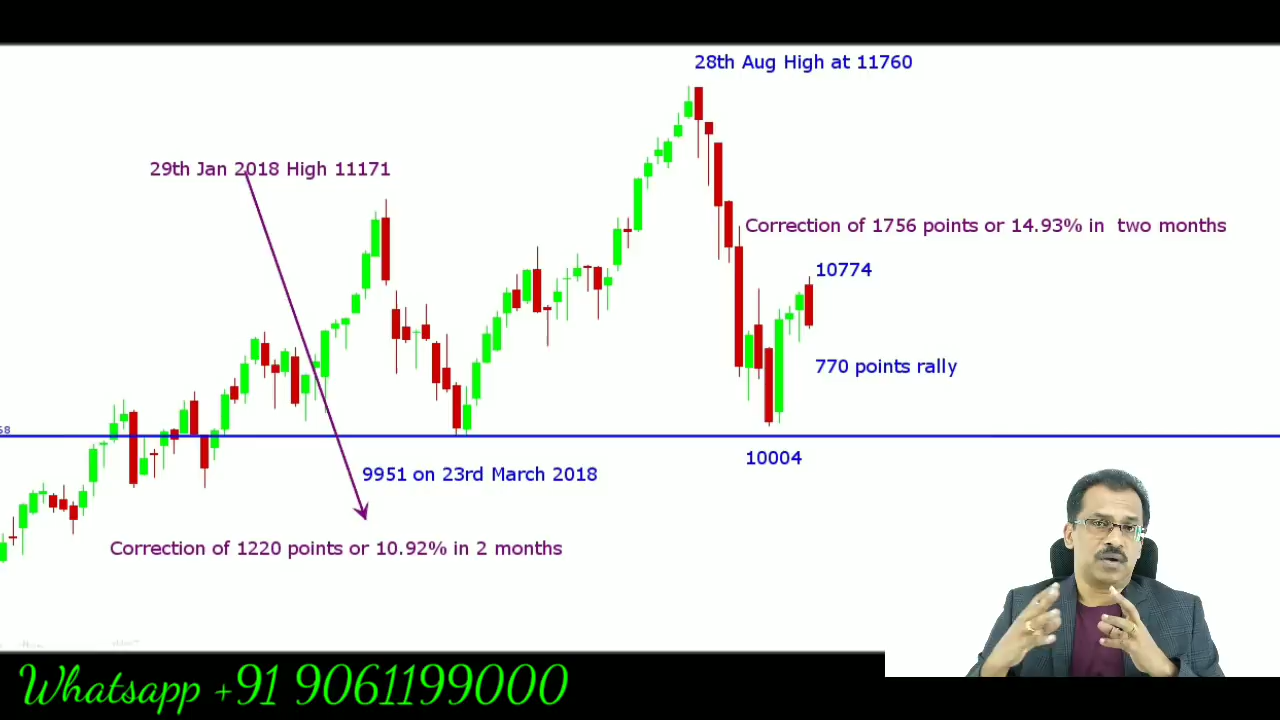 28th Aug High at 11760
29th Jan 2018 High 11171
Correction of 1756 points or 14.93% in two months
10774
770 points rally
10004
9951 on 23rd March 2018
Correction of 1220 points or 10.92% in 2 months
Whatsapp +91 9061199000